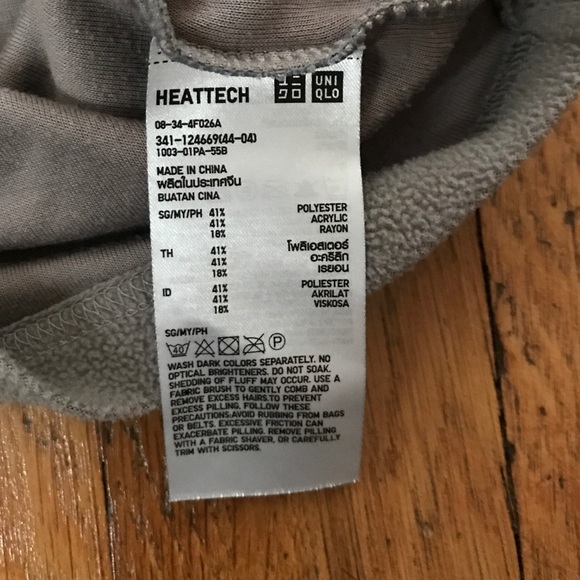 HEATTECH
ユニ
クロ
UNI
QLO
08-34-4F026A
341-124669(44-04)
1003-01PA-55B
MADE IN CHINA
ผลิตในประเทศจีน
BUATAN CINA
SG/MY/PH 41% POLYESTER
41% ACRYLIC
18% RAYON
TH 41% โพลิเอสเตอร์
41% อะคริลิก
18% เรยอน
ID 41% POLIESTER
41% AKRILAT
18% VISKOSA
SG/MY/PH
40 P
WASH DARK COLORS SEPARATELY. NO
OPTICAL BRIGHTENERS. DO NOT SOAK.
SHEDDING OF FLUFF MAY OCCUR. USE A
FABRIC BRUSH TO GENTLY COMB AND
REMOVE EXCESS HAIRS.TO PREVENT
EXCESS PILLING, FOLLOW THESE
PRECAUTIONS:AVOID RUBBING FROM BAGS
OR BELTS. EXCESSIVE FRICTION CAN
EXACERBATE PILLING. REMOVE PILLING
WITH A FABRIC SHAVER, OR CAREFULLY
TRIM WITH SCISSORS.